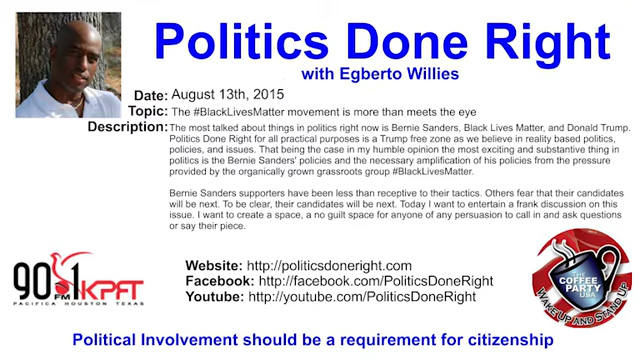 Politics Done Right
with Egberto Willies
Date: August 13th, 2015
Topic: The #BlackLivesMatter movement is more than meets the eye
Description: The most talked about things in politics right now is Bernie Sanders, Black Lives Matter, and Donald Trump.
Politics Done Right for all practical purposes is a Trump free zone as we believe in reality based politics,
policies, and issues. That being the case in my humble opinion the most exciting and substantive thing in
politics is the Bernie Sanders' policies and the necessary amplification of his policies from the pressure
provided by the organically grown grassroots group #BlackLivesMatter.
Bernie Sanders supporters have been less than receptive to their tactics. Others fear that their candidates
will be next. To be clear, their candidates will be next. Today I want to entertain a frank discussion on this
issue. I want to create a space, a no guilt space for anyone of any persuasion to call in and ask questions
or say their piece.
90.1 KPFT
FM
PACIFICA HOUSTON TEXAS
Website: http://politicsdoneright.com
Facebook: http://facebook.com/PoliticsDoneRight
Youtube: http://youtube.com/PoliticsDoneRight
THE
COFFEE
PARTY
USA
WAKE UP AND STAND UP
Political Involvement should be a requirement for citizenship